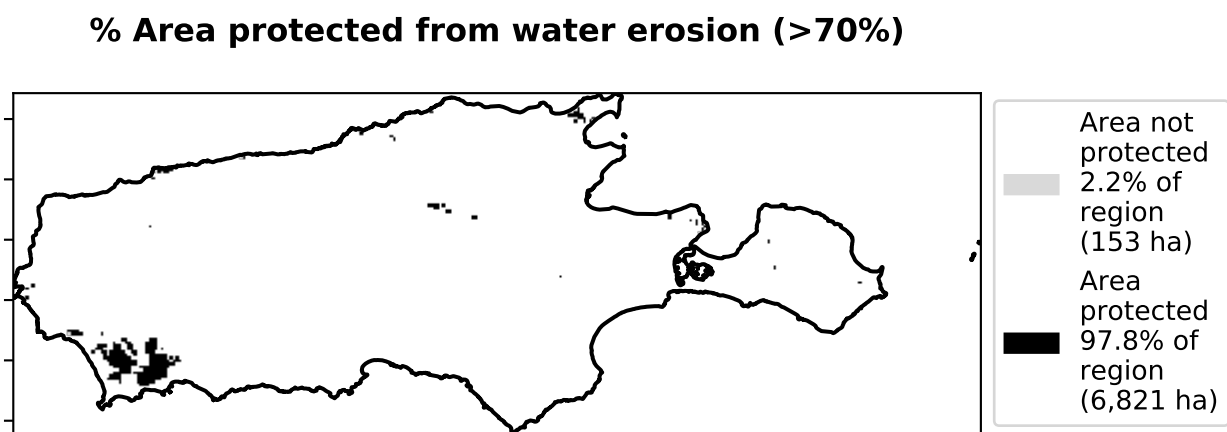 % Area protected from water erosion (>70%)
Area not
protected
2.2% of
region
(153 ha)
Area
protected
97.8% of
region
(6,821 ha)